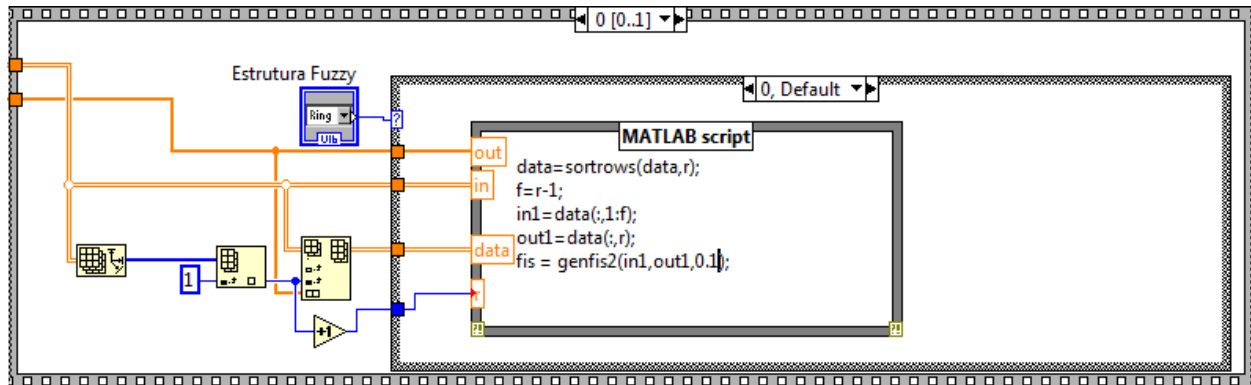 0 [0..1]
Estrutura Fuzzy
Ring
U16
0, Default
?
MATLAB script
out
in
data
r
data=sortrows(data,r);
f=r-1;
in1=data(:,1:f);
out1=data(:,r);
fis = genfis2(in1,out1,0.1);
1
+1
?!
?!